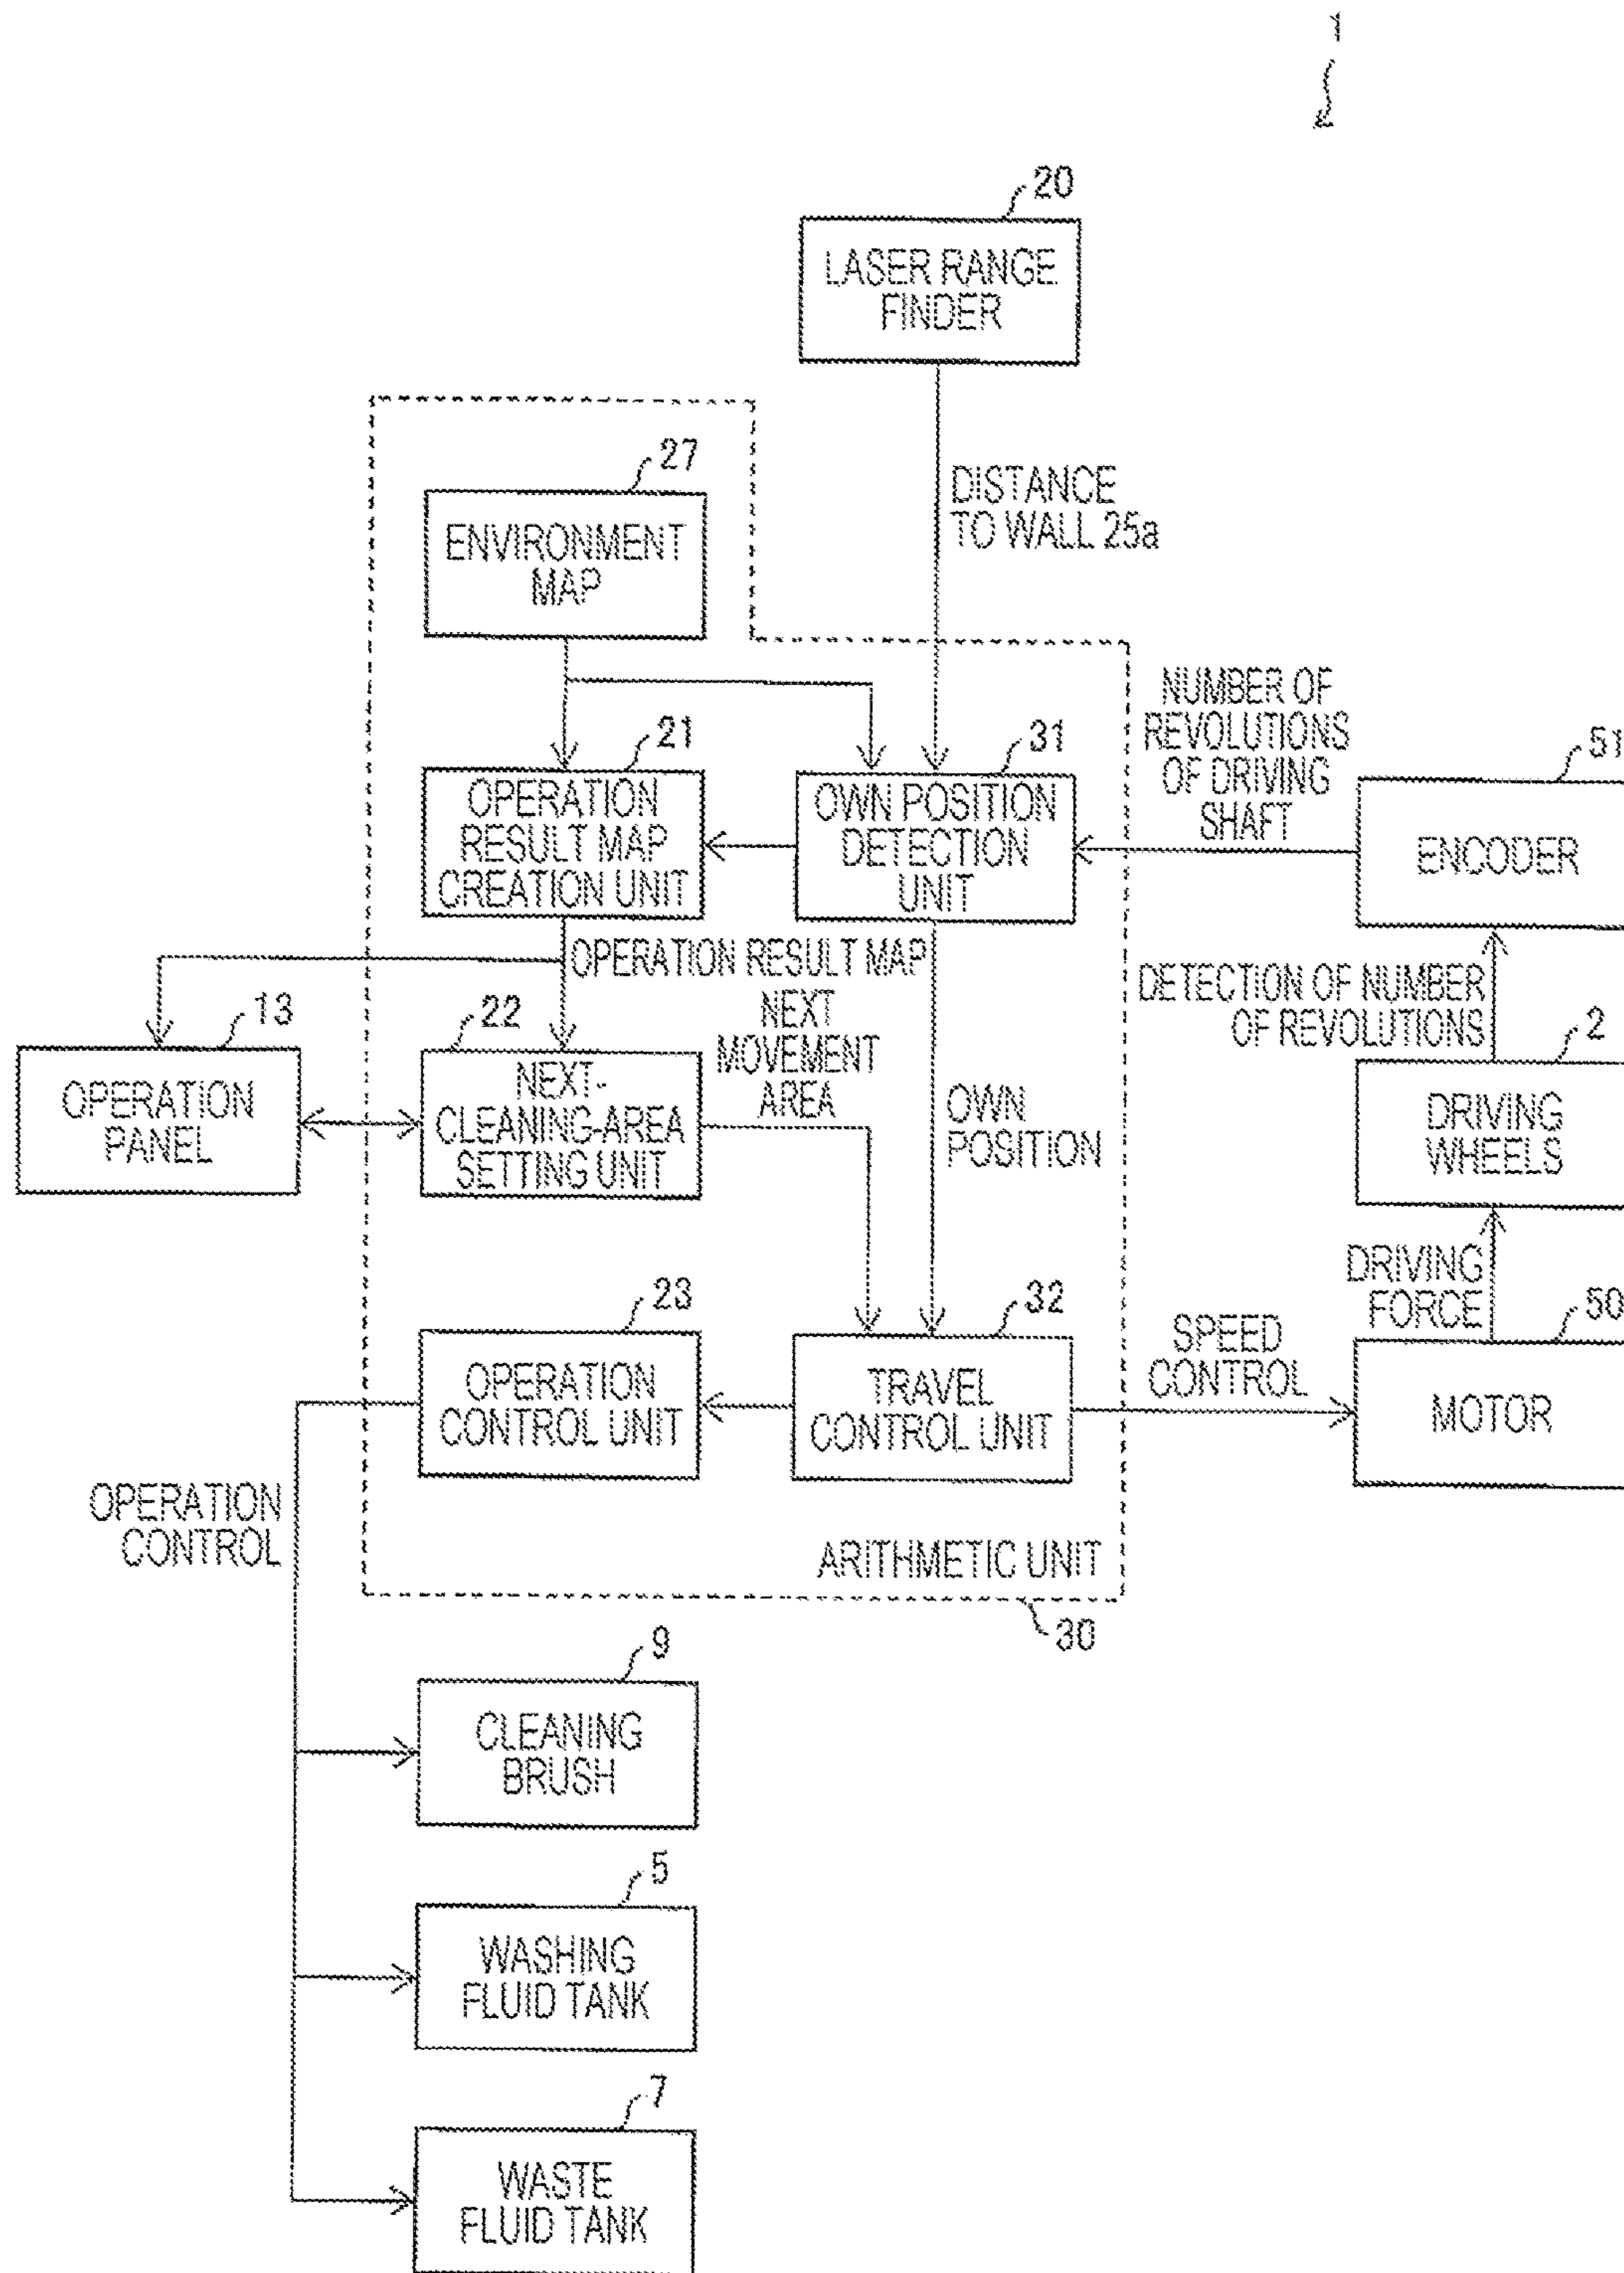 1
20
LASER RANGE
FINDER
27
ENVIRONMENT
MAP
DISTANCE
TO WALL 25a
21
OPERATION
RESULT MAP
CREATION UNIT
31
OWN POSITION
DETECTION
UNIT
NUMBER OF
REVOLUTIONS
OF DRIVING
SHAFT
51
ENCODER
OPERATION RESULT MAP
DETECTION OF NUMBER
OF REVOLUTIONS
13
OPERATION
PANEL
22
NEXT-
CLEANING-AREA
SETTING UNIT
NEXT
MOVEMENT
AREA
OWN
POSITION
2
DRIVING
WHEELS
DRIVING
FORCE
23
OPERATION
CONTROL UNIT
32
TRAVEL
CONTROL UNIT
SPEED
CONTROL
50
MOTOR
OPERATION
CONTROL
ARITHMETIC UNIT
30
9
CLEANING
BRUSH
5
WASHING
FLUID TANK
7
WASTE
FLUID TANK